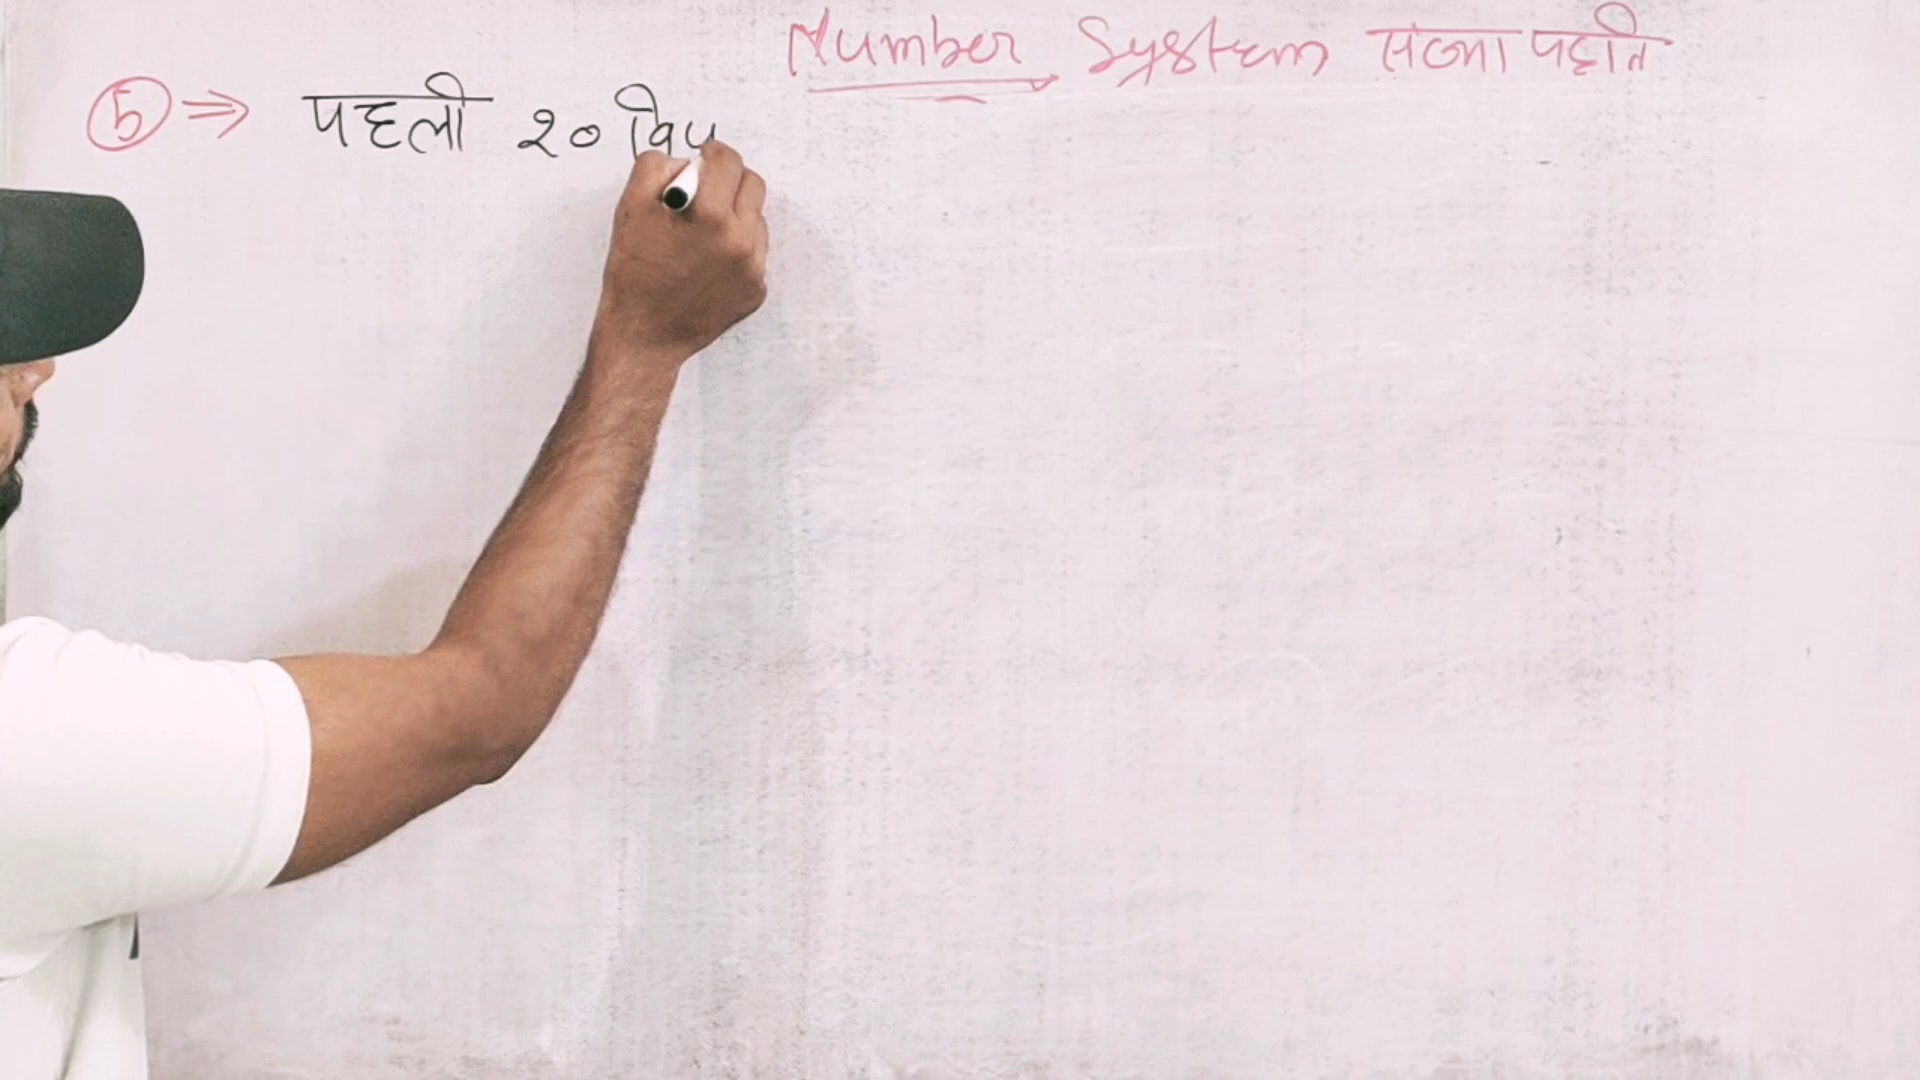 Number System संख्या पद्धति
5 ⇒ पहली २० विप